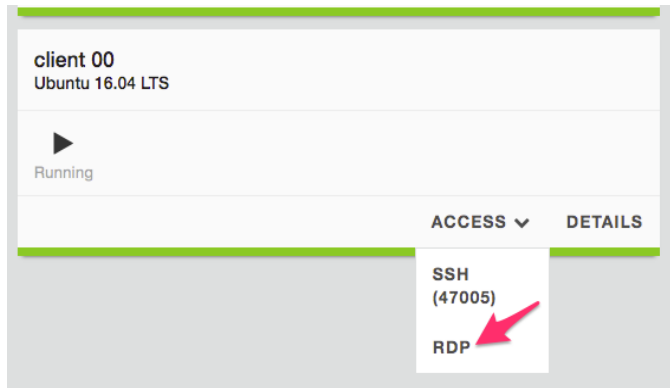 client 00
Ubuntu 16.04 LTS
Running
ACCESS DETAILS
SSH
(47005)
RDP